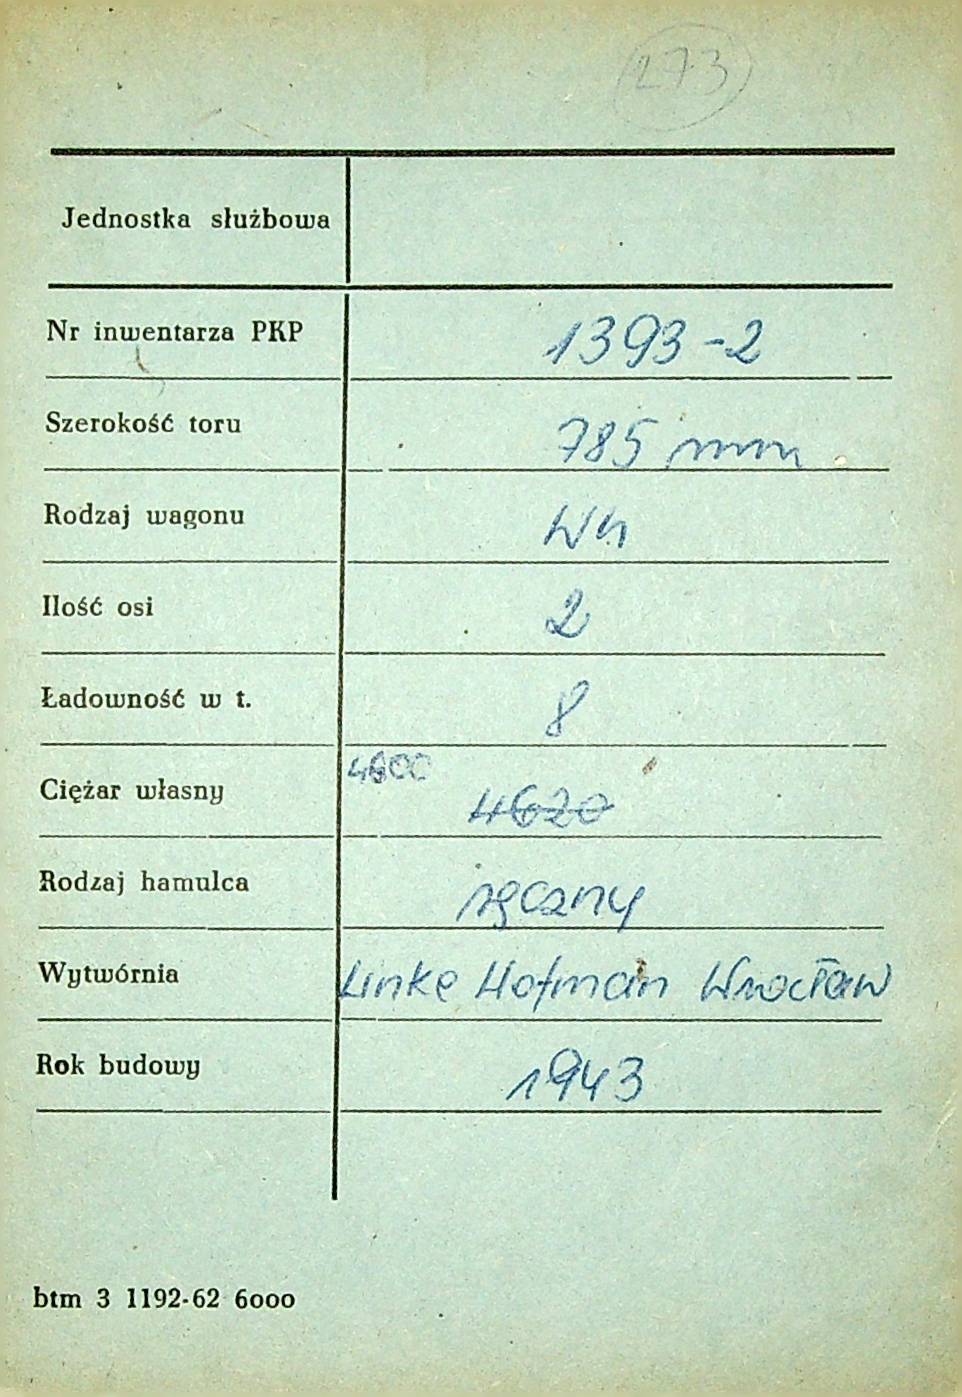 273
Jednostka służbowa
Nr inwentarza PKP 1393-2
Szerokość toru 785 mm
Rodzaj wagonu Wh
Ilość osi 2
Ładowność w t. 8
4600
Ciężar własny 4620
Rodzaj hamulca ręczny
Wytwórnia Linke Hofman Wrocław
Rok budowy 1943
btm 3 1192-62 6000